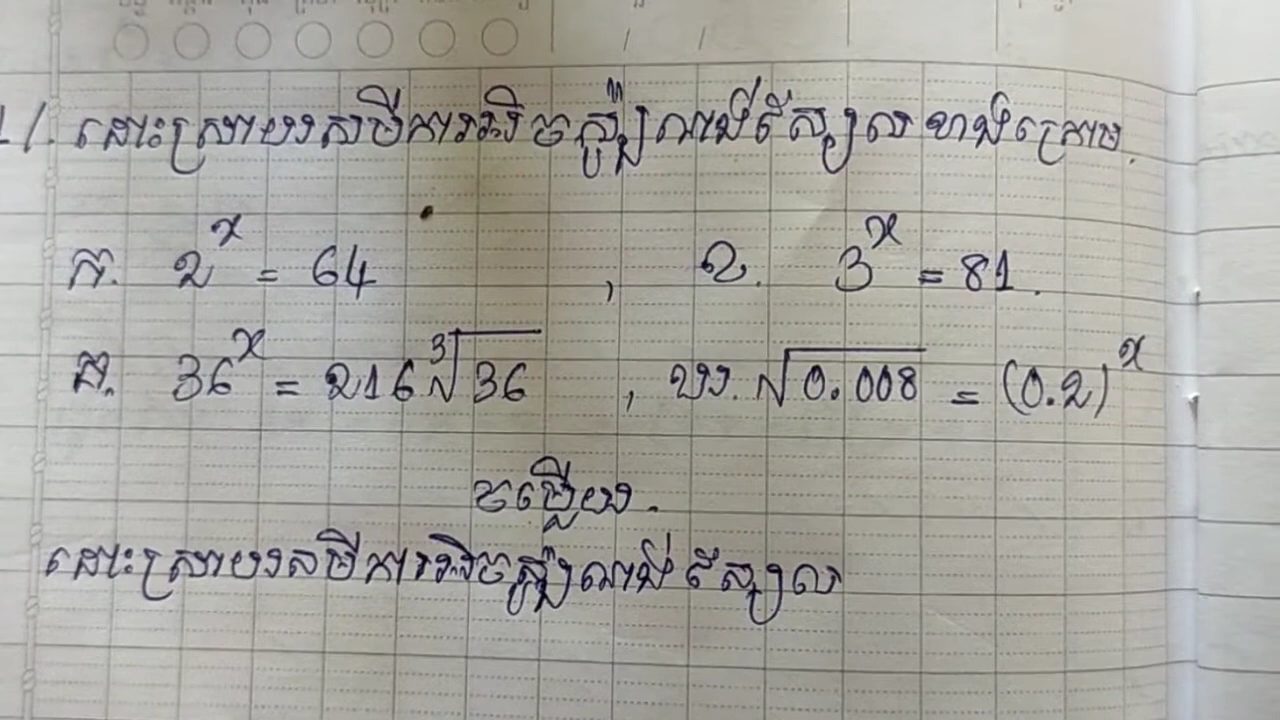 1/. ដោះស្រាយសមីការអិចស្ប៉ូណង់ស្យែល ខាងក្រោម.
ក. 2^x = 64 , ខ. 3^x = 81.
គ. 36^x = 216 ∛36 , ឃ. √0.008 = (0.2)^x
ចម្លើយ.
ដោះស្រាយសមីការអិចស្ប៉ូណង់ស្យែល